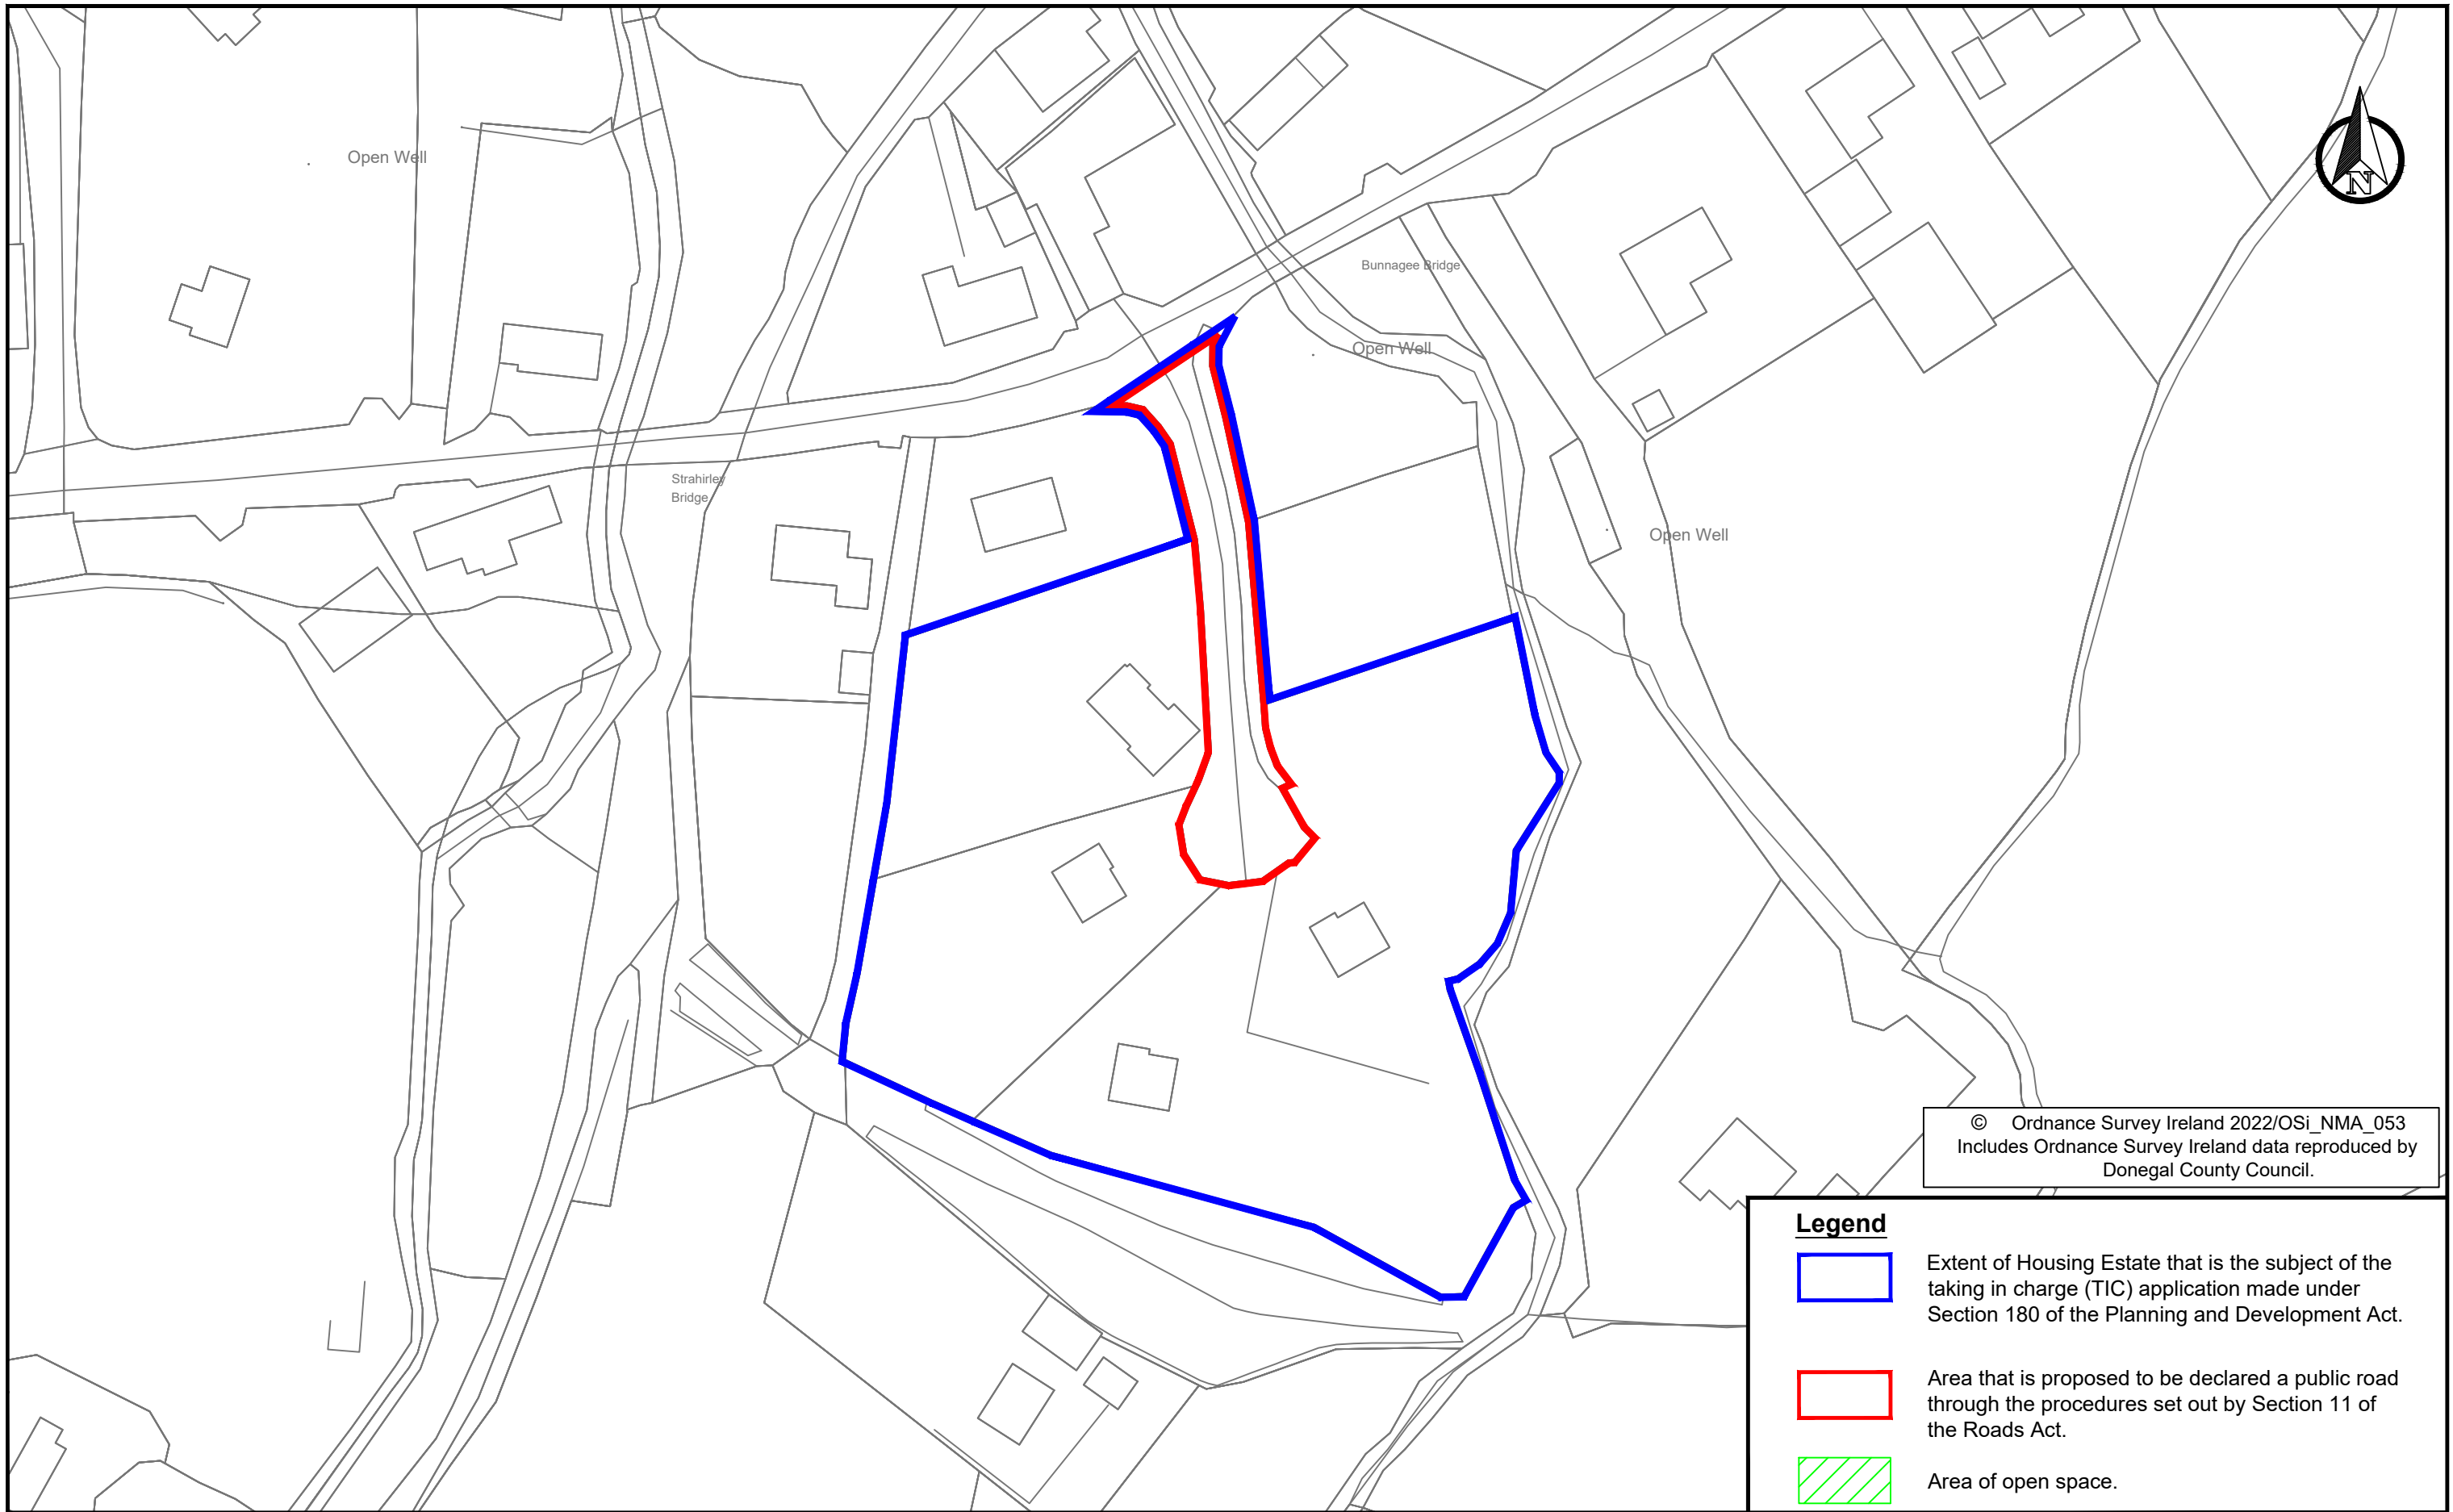 Open Well
N
Bunnagee Bridge
Open Well
Strahirley
Bridge
Open Well
© Ordnance Survey Ireland 2022/OSi_NMA_053
Includes Ordnance Survey Ireland data reproduced by
Donegal County Council.
Legend
Extent of Housing Estate that is the subject of the
taking in charge (TIC) application made under
Section 180 of the Planning and Development Act.
Area that is proposed to be declared a public road
through the procedures set out by Section 11 of
the Roads Act.
Area of open space.